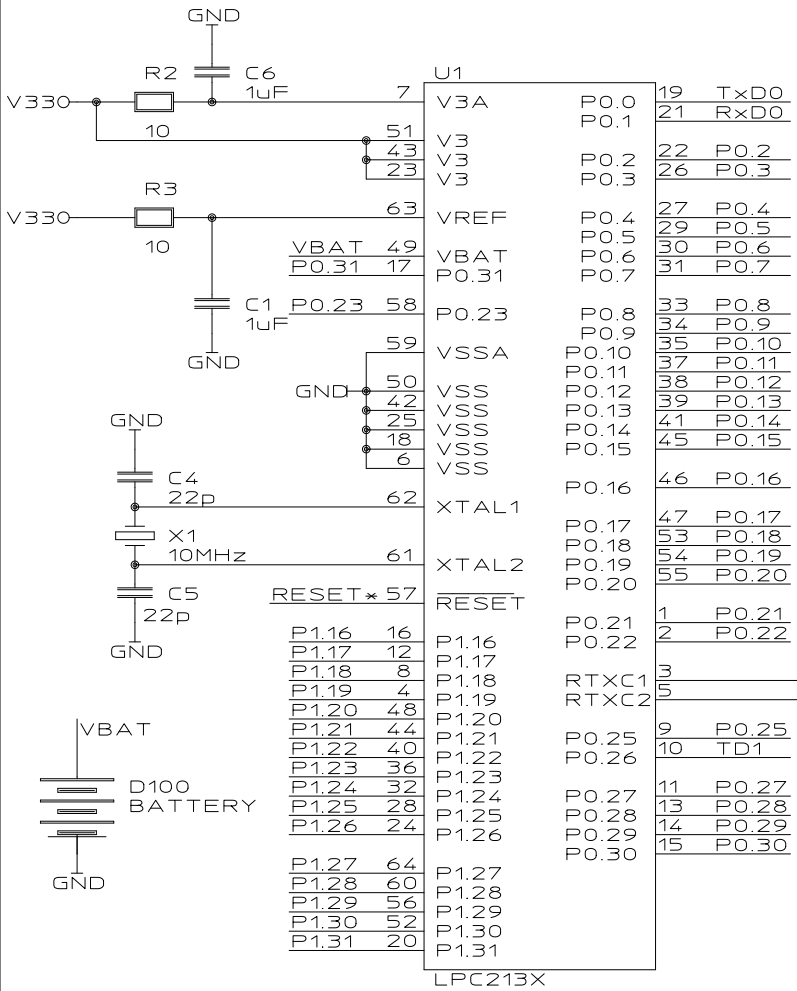 GND
R2
C6
1uF
V330
10
R3
V330
10
C1
1uF
GND
U1
7 V3A
51 V3
43 V3
23 V3
63 VREF
VBAT 49 VBAT
P0.31 17 P0.31
P0.23 58 P0.23
59 VSSA
GND 50 VSS
42 VSS
25 VSS
18 VSS
6 VSS
GND
C4
22p
62 XTAL1
X1
10MHz
61 XTAL2
C5
22p
GND
RESET* 57 RESET
P1.16 16 P1.16
P1.17 12 P1.17
P1.18 8 P1.18
P1.19 4 P1.19
P1.20 48 P1.20
P1.21 44 P1.21
P1.22 40 P1.22
P1.23 36 P1.23
P1.24 32 P1.24
P1.25 28 P1.25
P1.26 24 P1.26
P1.27 64 P1.27
P1.28 60 P1.28
P1.29 56 P1.29
P1.30 52 P1.30
P1.31 20 P1.31
VBAT
D100
BATTERY
GND
P0.0 19 TxD0
P0.1 21 RxD0
P0.2 22 P0.2
P0.3 26 P0.3
P0.4 27 P0.4
P0.5 29 P0.5
P0.6 30 P0.6
P0.7 31 P0.7
P0.8 33 P0.8
P0.9 34 P0.9
P0.10 35 P0.10
P0.11 37 P0.11
P0.12 38 P0.12
P0.13 39 P0.13
P0.14 41 P0.14
P0.15 45 P0.15
P0.16 46 P0.16
P0.17 47 P0.17
P0.18 53 P0.18
P0.19 54 P0.19
P0.20 55 P0.20
P0.21 1 P0.21
P0.22 2 P0.22
RTXC1 3
RTXC2 5
P0.25 9 P0.25
P0.26 10 TD1
P0.27 11 P0.27
P0.28 13 P0.28
P0.29 14 P0.29
P0.30 15 P0.30
LPC213X